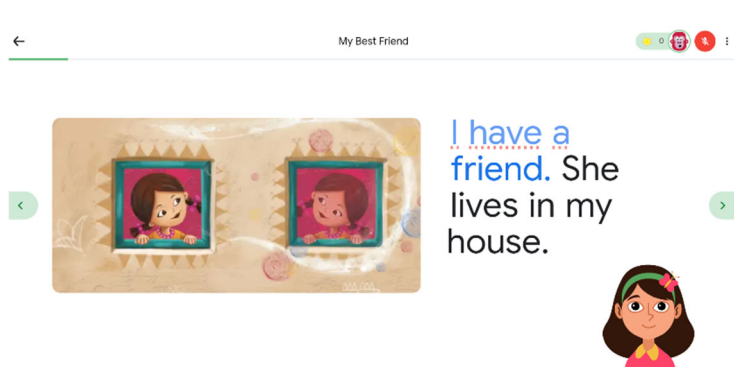 My Best Friend
0
I have a
friend. She
lives in my
house.